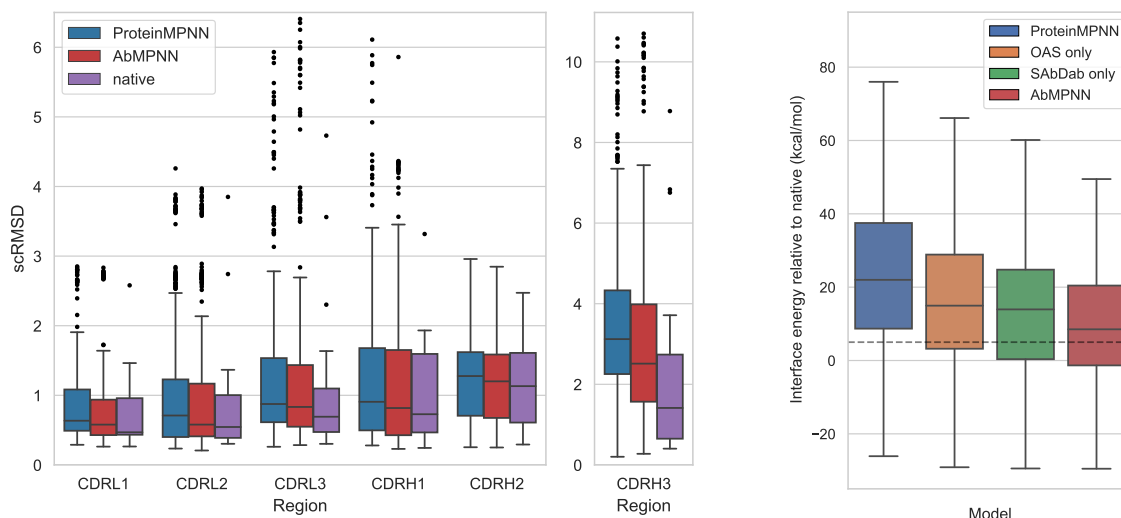 scRMSD
6
5
4
3
2
1
0
ProteinMPNN
AbMPNN
native
CDRL1
CDRL2
CDRL3
CDRH1
CDRH2
Region
10
8
6
4
2
0
CDRH3
Region
Interface energy relative to native (kcal/mol)
80
60
40
20
0
−20
ProteinMPNN
OAS only
SAbDab only
AbMPNN
Model